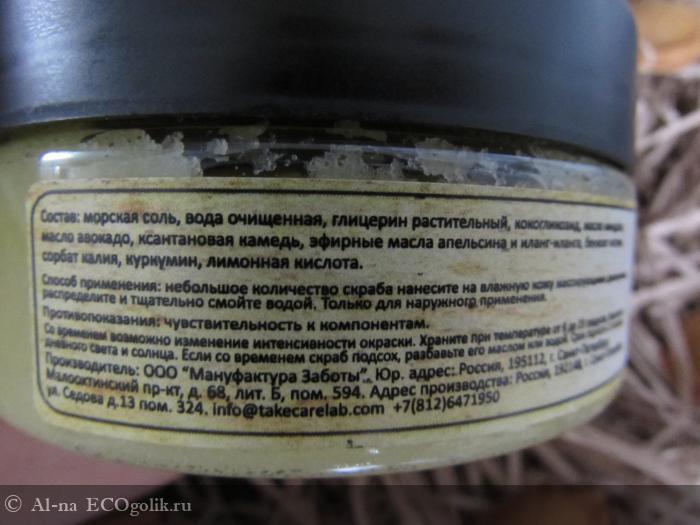 Состав: морская соль, вода очищенная, глицерин растительный, кокоглюкозид, масло
масло авокадо, ксантановая камедь, эфирные масла апельсина и иланг-иланга,
сорбат калия, куркумин, лимонная кислота.
Способ применения: небольшое количество скраба нанесите на влажную кожу массирующими
распределите и тщательно смойте водой. Только для наружного применения.
Противопоказания: чувствительность к компонентам.
Со временем возможно изменение интенсивности окраски. Храните при температуре от
дневного света и солнца. Если со временем скраб подсох, разбавьте его маслом или водой.
Производитель: ООО "Мануфактура Заботы". Юр. адрес: Россия, 195112, г. Санкт-Петербург
Малоохтинский пр-кт, д. 68, лит. Б, пом. 594. Адрес производства: Россия,
ул. Седова д.13 пом. 324. info@takecarelab.com +7(812)6471950
© Al-na ECOgolik.ru